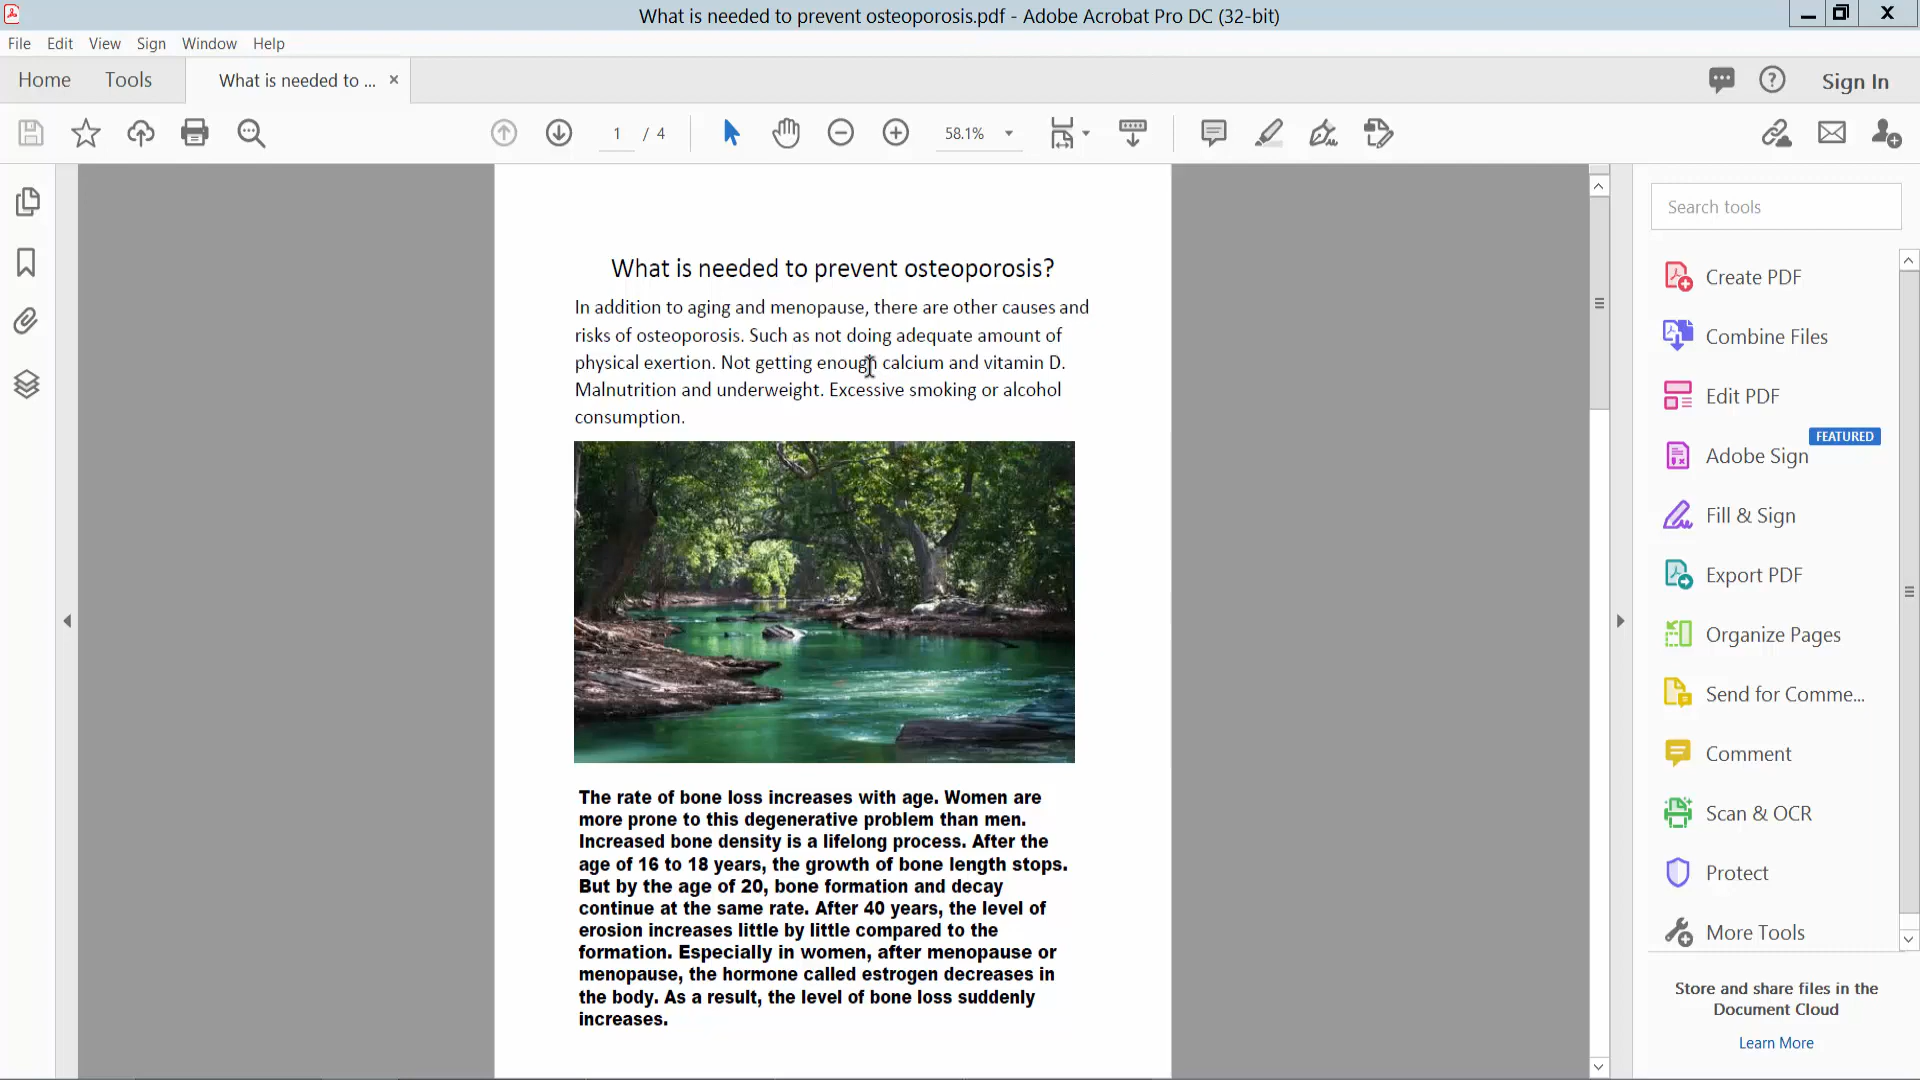 What is needed to prevent osteoporosis.pdf - Adobe Acrobat Pro DC (32-bit)
File Edit View Sign Window Help
Home Tools What is needed to ... × Sign In
1 / 4 58.1%
Search tools
What is needed to prevent osteoporosis?
In addition to aging and menopause, there are other causes and
risks of osteoporosis. Such as not doing adequate amount of
physical exertion. Not getting enough calcium and vitamin D.
Malnutrition and underweight. Excessive smoking or alcohol
consumption.
The rate of bone loss increases with age. Women are
more prone to this degenerative problem than men.
Increased bone density is a lifelong process. After the
age of 16 to 18 years, the growth of bone length stops.
But by the age of 20, bone formation and decay
continue at the same rate. After 40 years, the level of
erosion increases little by little compared to the
formation. Especially in women, after menopause or
menopause, the hormone called estrogen decreases in
the body. As a result, the level of bone loss suddenly
increases.
Create PDF
Combine Files
Edit PDF
FEATURED
Adobe Sign
Fill & Sign
Export PDF
Organize Pages
Send for Comme...
Comment
Scan & OCR
Protect
More Tools
Store and share files in the
Document Cloud
Learn More